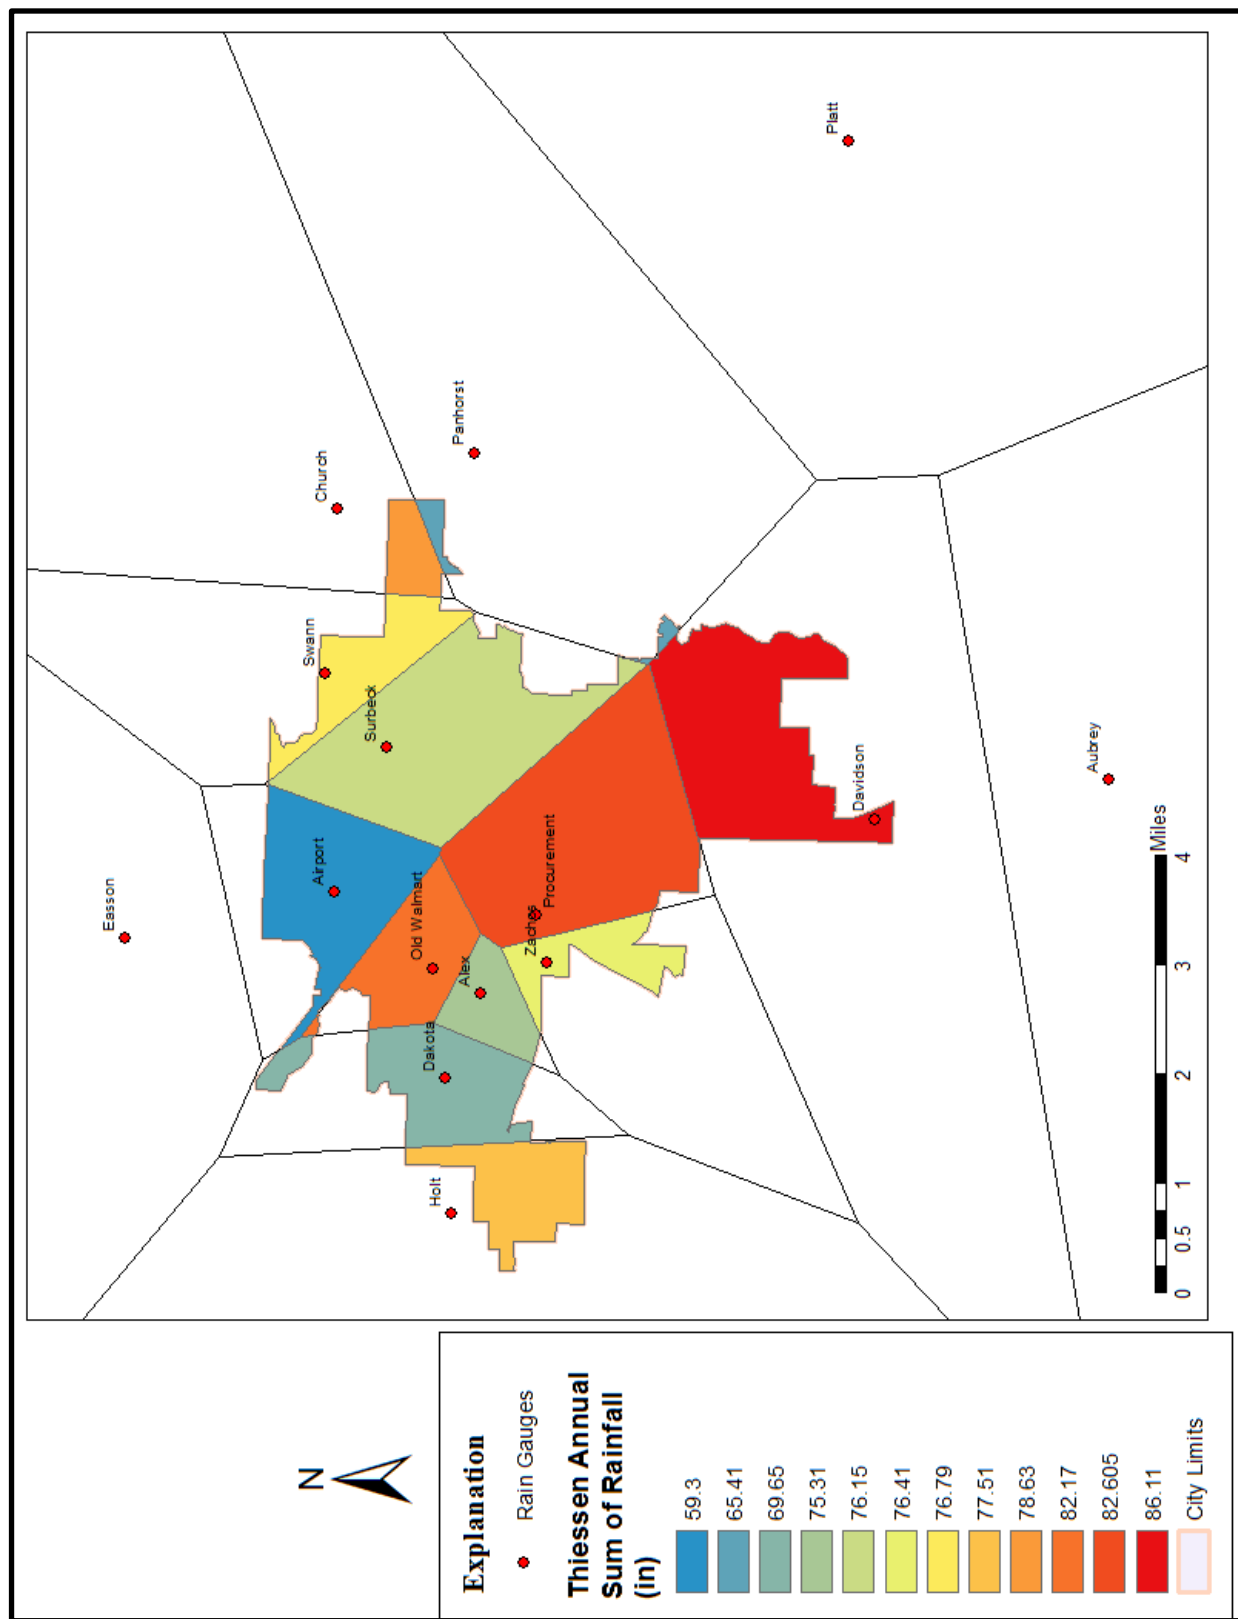 Easson
Airport
Old Walmart
Alex
Dakota
Holt
Zaches
Procurement
Surbeck
Swann
Church
Panhorst
Platt
Davidson
Aubrey
Miles
0 0.5 1 2 3 4
N
Explanation
Rain Gauges
Thiessen Annual
Sum of Rainfall
(in)
59.3
65.41
69.65
75.31
76.15
76.41
76.79
77.51
78.63
82.17
82.605
86.11
City Limits